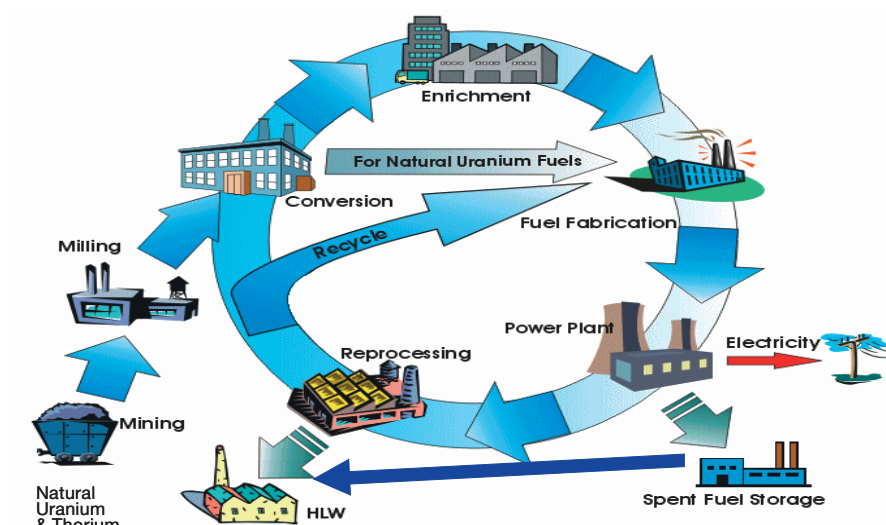 Enrichment
For Natural Uranium Fuels
Conversion
Fuel Fabrication
Recycle
Milling
Power Plant
Electricity
Reprocessing
Mining
Natural
Uranium
& Thorium
Spent Fuel Storage
HLW